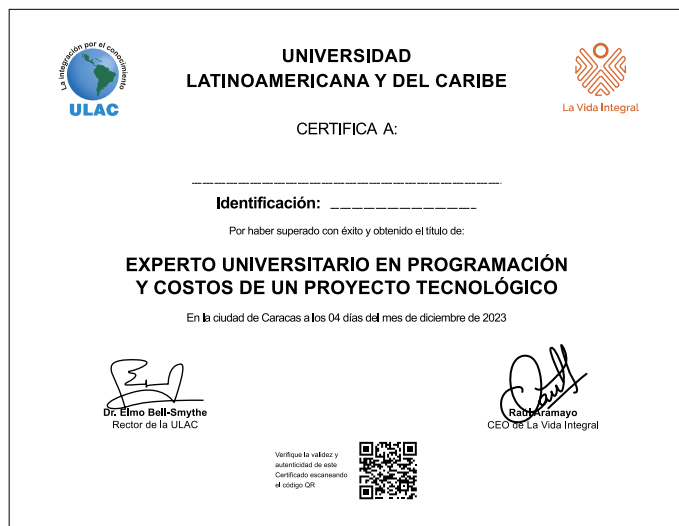 La integración por el conocimiento
ULAC
UNIVERSIDAD
LATINOAMERICANA Y DEL CARIBE
La Vida Integral
CERTIFICA A:
Identificación:
Por haber superado con éxito y obtenido el título de:
EXPERTO UNIVERSITARIO EN PROGRAMACIÓN
Y COSTOS DE UN PROYECTO TECNOLÓGICO
En la ciudad de Caracas a los 04 días del mes de diciembre de 2023
Dr. Elmo Bell-Smythe
Rector de la ULAC
Raúl Aramayo
CEO de La Vida Integral
Verifique la validez y
autenticidad de este
Certificado escaneando
el código QR